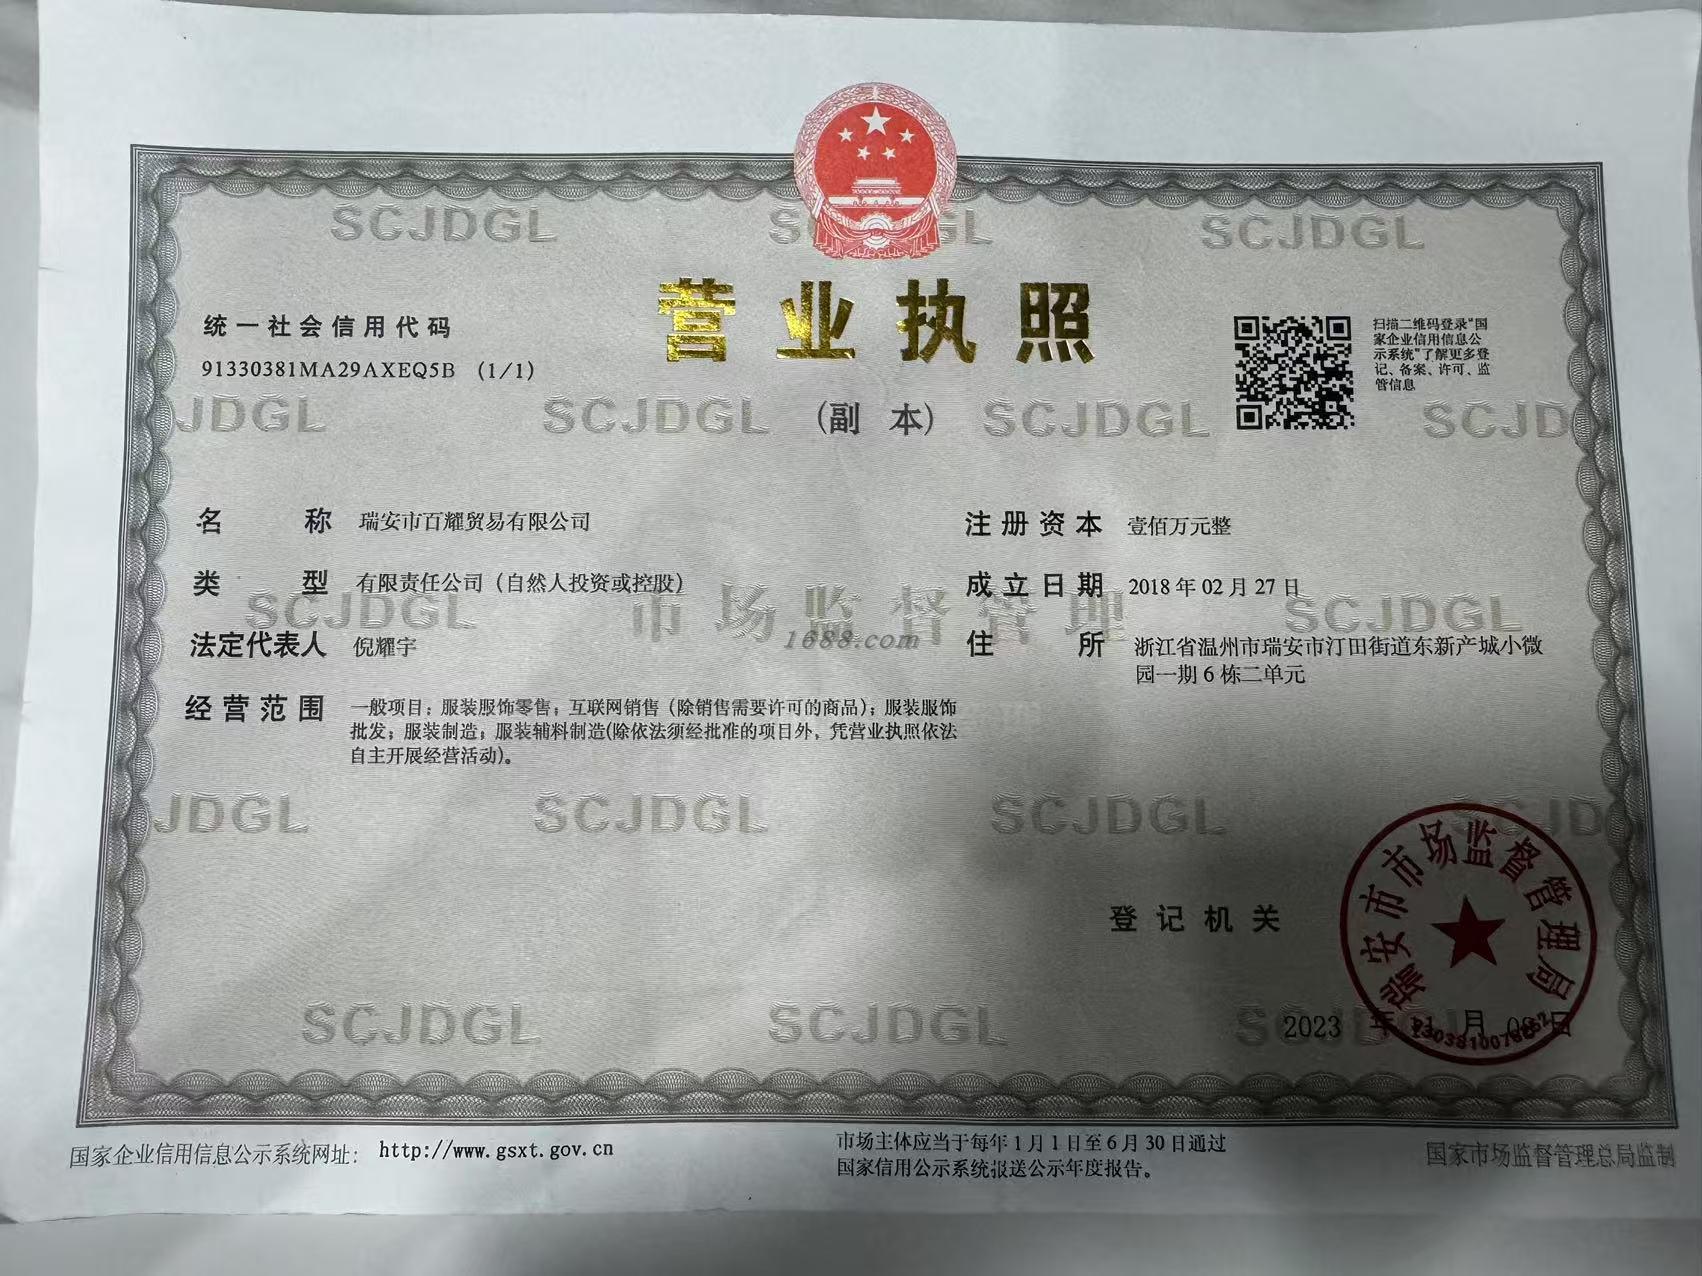 SCJDGL
SCJDGL
SCJDGL
营业执照
(副 本)
统一社会信用代码
91330381MA29AXEQ5B (1/1)
扫描二维码登录“国
家企业信用信息公
示系统”了解更多登
记、备案、许可、监
管信息
JDGL
SCJDGL
SCJDGL
SCJD
名 称 瑞安市百耀贸易有限公司
类 型 有限责任公司（自然人投资或控股）
法定代表人 倪耀宇
经营范围 一般项目：服装服饰零售；互联网销售（除销售需要许可的商品）；服装服饰
批发；服装制造；服装辅料制造(除依法须经批准的项目外，凭营业执照依法
自主开展经营活动)。
注册资本 壹佰万元整
成立日期 2018 年 02 月 27 日
住 所 浙江省温州市瑞安市汀田街道东新产城小微
园一期 6 栋二单元
SCJDGL
市场监督管理
SCJDGL
1688.com
JDGL
SCJDGL
SCJDGL
SCJD
登记机关
瑞安市市场监督管理局
2023 年 月 日
SCJDGL
SCJDGL
国家企业信用信息公示系统网址： http://www.gsxt.gov.cn
市场主体应当于每年 1 月 1 日至 6 月 30 日通过
国家信用公示系统报送公示年度报告。
国家市场监督管理总局监制